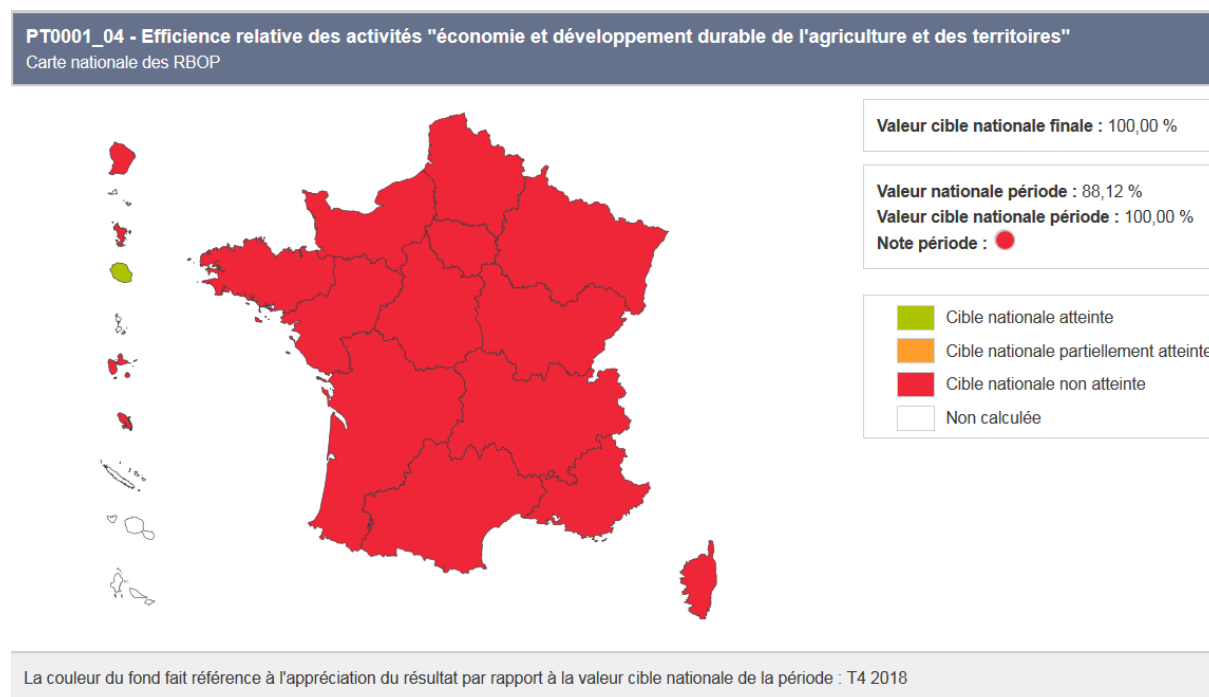 PT0001_04 - Efficience relative des activités "économie et développement durable de l'agriculture et des territoires"
Carte nationale des RBOP
Valeur cible nationale finale : 100,00 %
Valeur nationale période : 88,12 %
Valeur cible nationale période : 100,00 %
Note période :
Cible nationale atteinte
Cible nationale partiellement atteinte
Cible nationale non atteinte
Non calculée
La couleur du fond fait référence à l'appréciation du résultat par rapport à la valeur cible nationale de la période : T4 2018